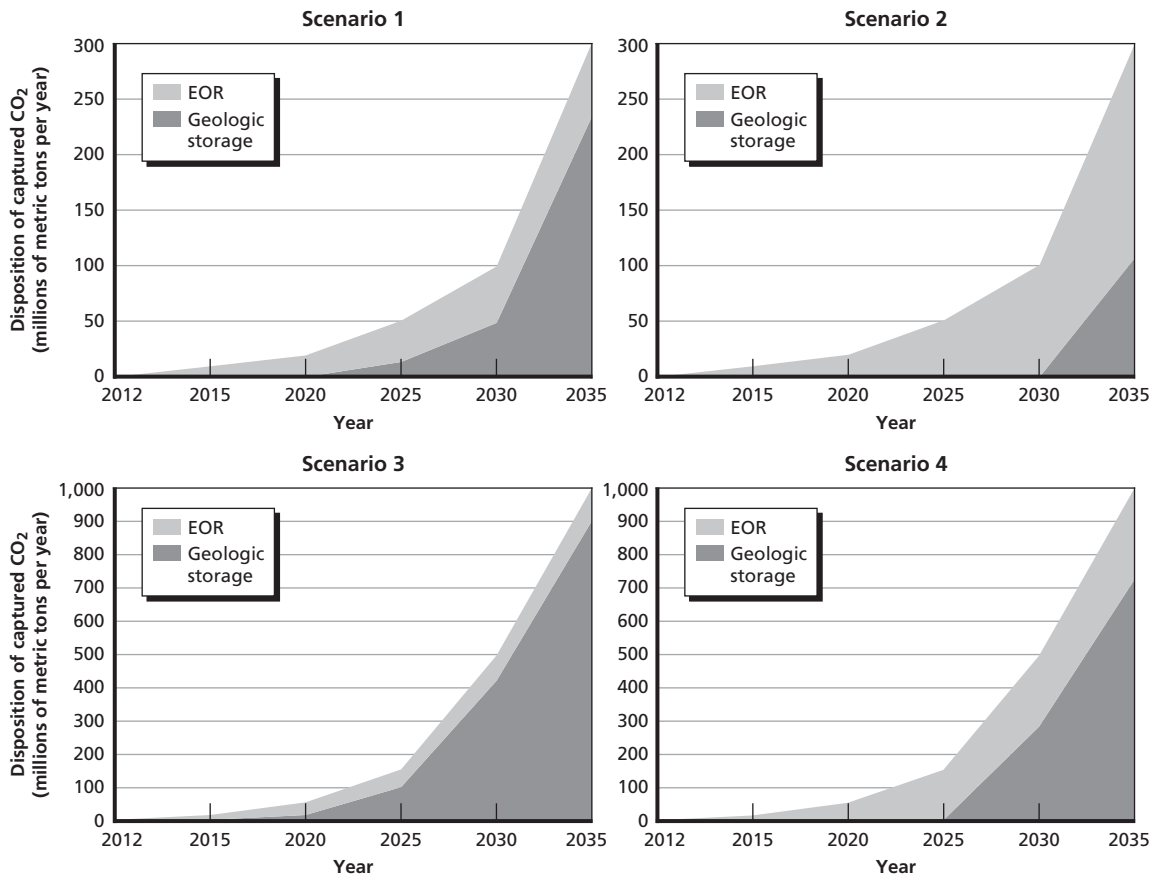 Scenario 1
Disposition of captured CO2
(millions of metric tons per year)
300
250
200
150
100
50
0
EOR
Geologic
storage
2012 2015 2020 2025 2030 2035
Year
Scenario 2
300
250
200
150
100
50
0
EOR
Geologic
storage
2012 2015 2020 2025 2030 2035
Year
Scenario 3
Disposition of captured CO2
(millions of metric tons per year)
1,000
900
800
700
600
500
400
300
200
100
0
EOR
Geologic
storage
2012 2015 2020 2025 2030 2035
Year
Scenario 4
1,000
900
800
700
600
500
400
300
200
100
0
EOR
Geologic
storage
2012 2015 2020 2025 2030 2035
Year